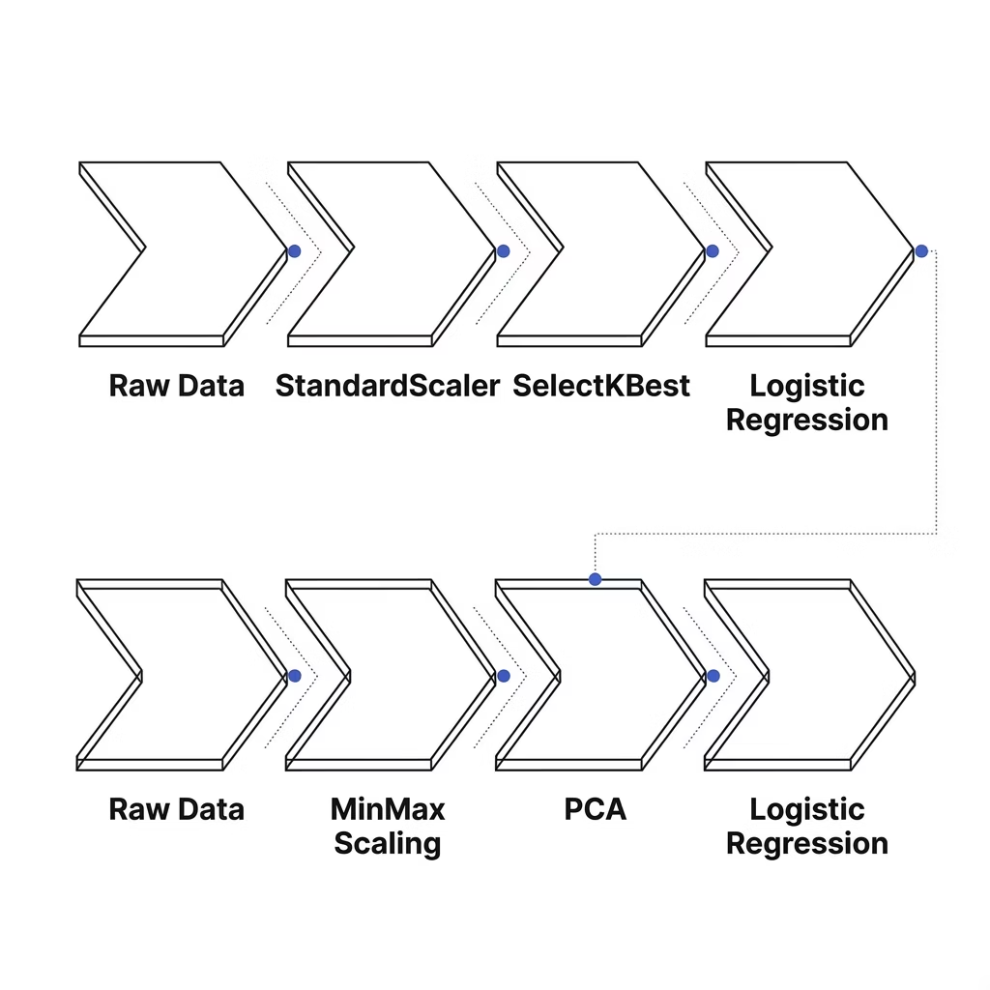 Raw Data StandardScaler SelectKBest Logistic
Regression
Raw Data MinMax PCA Logistic
Scaling Regression